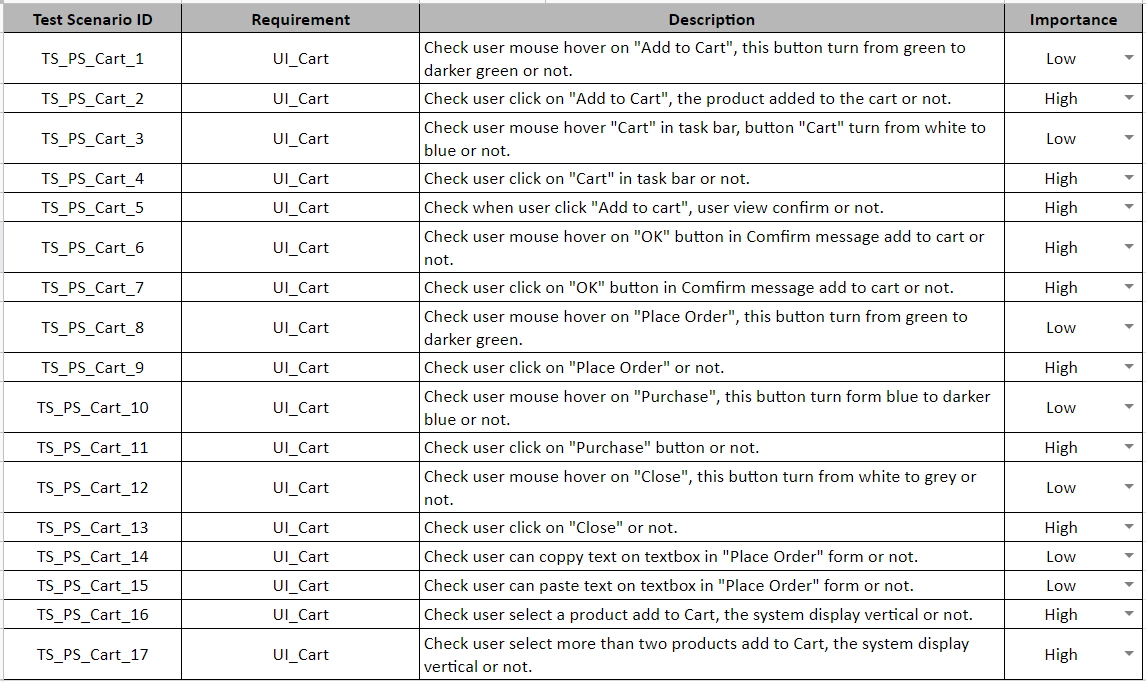 Test Scenario ID Requirement Description Importance
TS_PS_Cart_1 UI_Cart Check user mouse hover on "Add to Cart", this button turn from green to
darker green or not. Low
TS_PS_Cart_2 UI_Cart Check user click on "Add to Cart", the product added to the cart or not. High
TS_PS_Cart_3 UI_Cart Check user mouse hover "Cart" in task bar, button "Cart" turn from white to
blue or not. Low
TS_PS_Cart_4 UI_Cart Check user click on "Cart" in task bar or not. High
TS_PS_Cart_5 UI_Cart Check when user click "Add to cart", user view confirm or not. High
TS_PS_Cart_6 UI_Cart Check user mouse hover on "OK" button in Comfirm message add to cart or
not. High
TS_PS_Cart_7 UI_Cart Check user click on "OK" button in Comfirm message add to cart or not. High
TS_PS_Cart_8 UI_Cart Check user mouse hover on "Place Order", this button turn from green to
darker green. Low
TS_PS_Cart_9 UI_Cart Check user click on "Place Order" or not. High
TS_PS_Cart_10 UI_Cart Check user mouse hover on "Purchase", this button turn form blue to darker
blue or not. Low
TS_PS_Cart_11 UI_Cart Check user click on "Purchase" button or not. High
TS_PS_Cart_12 UI_Cart Check user mouse hover on "Close", this button turn from white to grey or
not. Low
TS_PS_Cart_13 UI_Cart Check user click on "Close" or not. High
TS_PS_Cart_14 UI_Cart Check user can coppy text on textbox in "Place Order" form or not. Low
TS_PS_Cart_15 UI_Cart Check user can paste text on textbox in "Place Order" form or not. Low
TS_PS_Cart_16 UI_Cart Check user select a product add to Cart, the system display vertical or not. High
TS_PS_Cart_17 UI_Cart Check user select more than two products add to Cart, the system display
vertical or not. High